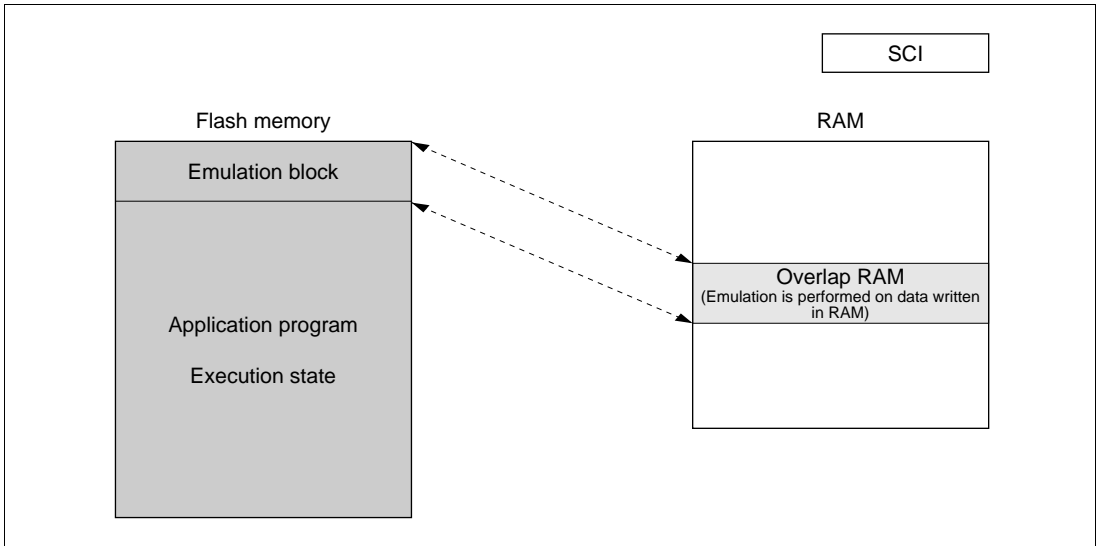 SCI
Flash memory
RAM
Emulation block
Overlap RAM
(Emulation is performed on data written
in RAM)
Application program
Execution state